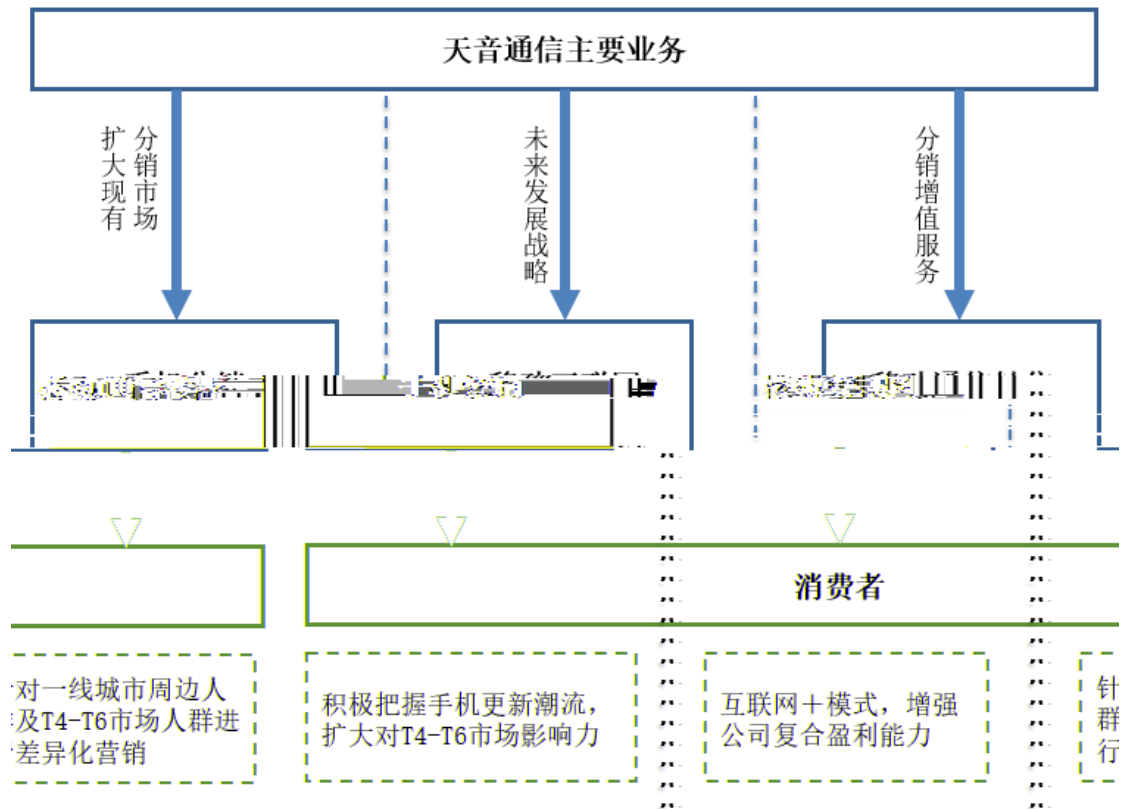 天音通信主要业务
扩大现有
分销市场
未来发展战略
分销增值服务
消费者
对一线城市周边人
及T4-T6市场人群进
差异化营销
积极把握手机更新潮流，
扩大对T4-T6市场影响力
互联网＋模式，增强
公司复合盈利能力
针
群
行